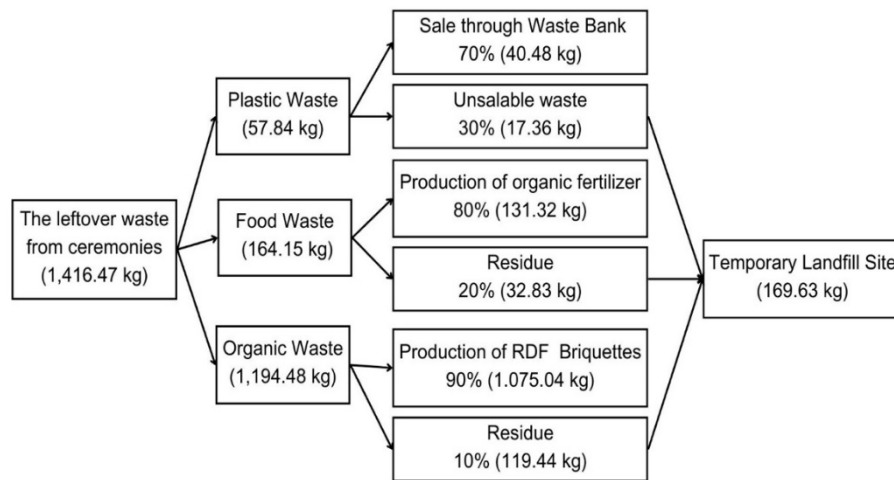 The leftover waste
from ceremonies
(1,416.47 kg)
Plastic Waste
(57.84 kg)
Food Waste
(164.15 kg)
Organic Waste
(1,194.48 kg)
Sale through Waste Bank
70% (40.48 kg)
Unsalable waste
30% (17.36 kg)
Production of organic fertilizer
80% (131.32 kg)
Residue
20% (32.83 kg)
Production of RDF Briquettes
90% (1.075.04 kg)
Residue
10% (119.44 kg)
Temporary Landfill Site
(169.63 kg)